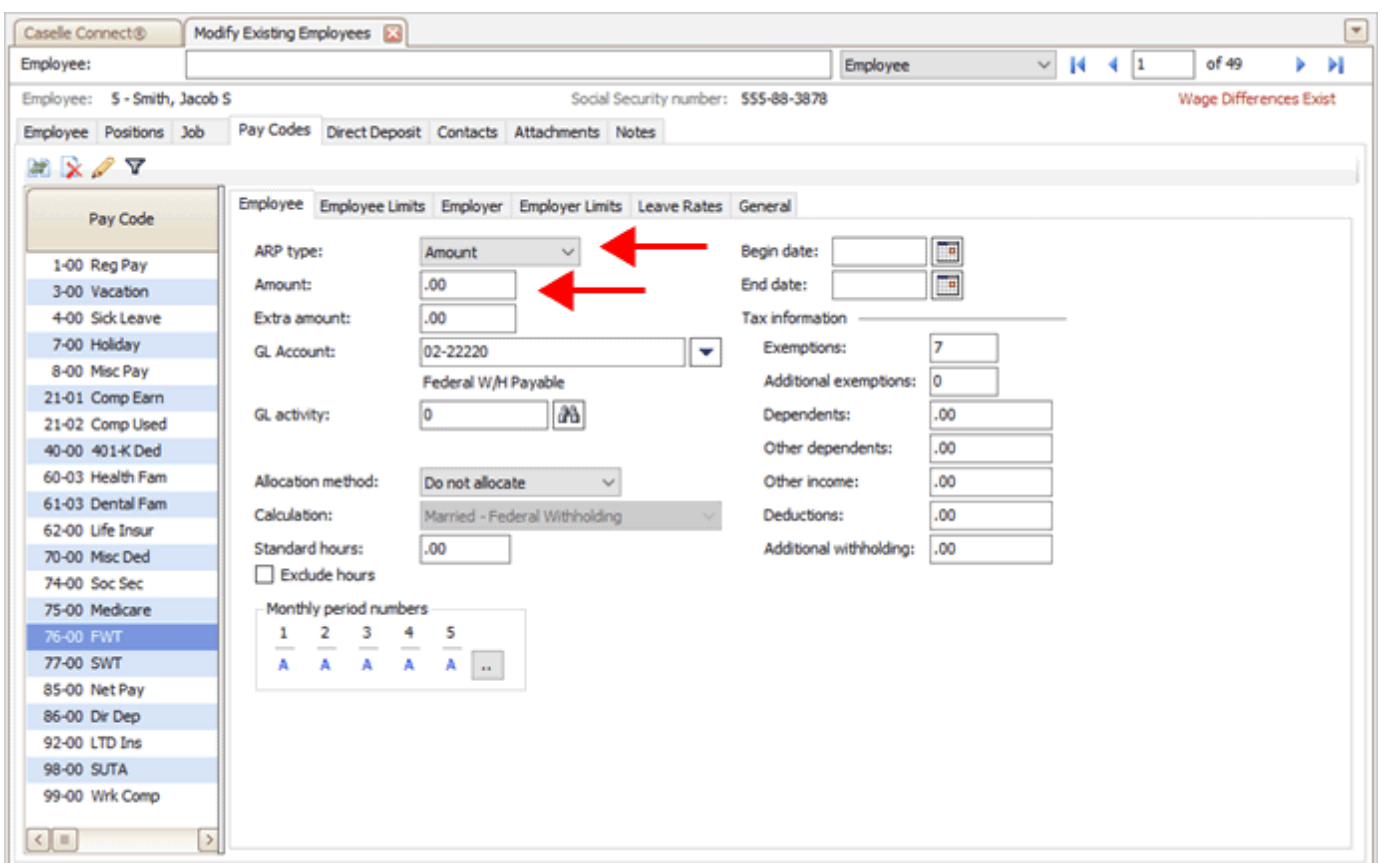 Caselle Connect® Modify Existing Employees
Employee: Employee 1 of 49
Employee: 5 - Smith, Jacob S Social Security number: 555-88-3878 Wage Differences Exist
Employee Positions Job Pay Codes Direct Deposit Contacts Attachments Notes
Pay Code
1-00 Reg Pay
3-00 Vacation
4-00 Sick Leave
7-00 Holiday
8-00 Misc Pay
21-01 Comp Earn
21-02 Comp Used
40-00 401-K Ded
60-03 Health Fam
61-03 Dental Fam
62-00 Life Insur
70-00 Misc Ded
74-00 Soc Sec
75-00 Medicare
76-00 FWT
77-00 SWT
85-00 Net Pay
86-00 Dir Dep
92-00 LTD Ins
98-00 SUTA
99-00 Wrk Comp
Employee Employee Limits Employer Employer Limits Leave Rates General
ARP type: Amount
Amount: .00
Extra amount: .00
GL Account: 02-22220
Federal W/H Payable
GL activity: 0
Allocation method: Do not allocate
Calculation: Married - Federal Withholding
Standard hours: .00
Exclude hours
Monthly period numbers
1 2 3 4 5
A A A A A ..
Begin date:
End date:
Tax information
Exemptions: 7
Additional exemptions: 0
Dependents: .00
Other dependents: .00
Other income: .00
Deductions: .00
Additional withholding: .00